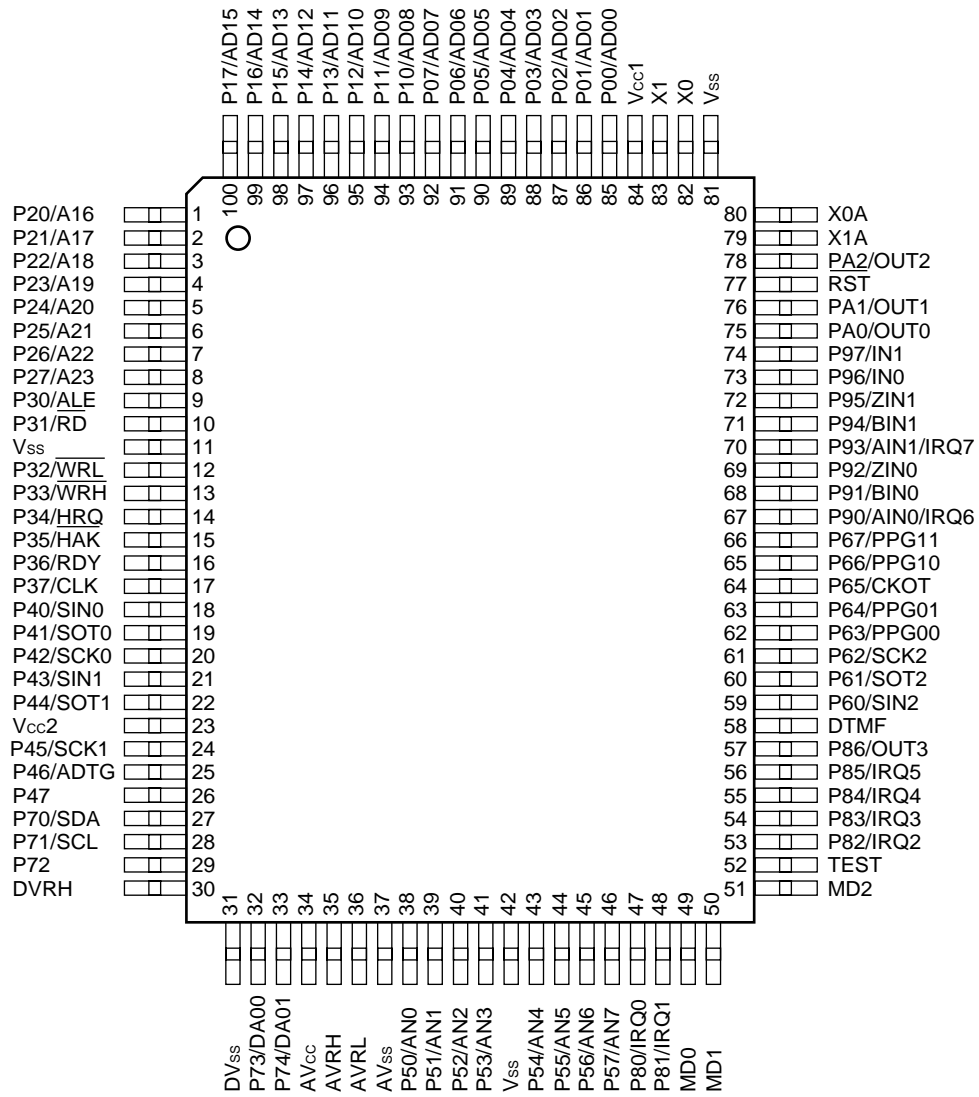 P17/AD15
P16/AD14
P15/AD13
P14/AD12
P13/AD11
P12/AD10
P11/AD09
P10/AD08
P07/AD07
P06/AD06
P05/AD05
P04/AD04
P03/AD03
P02/AD02
P01/AD01
P00/AD00
Vcc1
X1
X0
Vss
100
99
98
97
96
95
94
93
92
91
90
89
88
87
86
85
84
83
82
81
P20/A16 1
P21/A17 2
P22/A18 3
P23/A19 4
P24/A20 5
P25/A21 6
P26/A22 7
P27/A23 8
P30/ALE 9
P31/RD 10
Vss 11
P32/WRL 12
P33/WRH 13
P34/HRQ 14
P35/HAK 15
P36/RDY 16
P37/CLK 17
P40/SIN0 18
P41/SOT0 19
P42/SCK0 20
P43/SIN1 21
P44/SOT1 22
Vcc2 23
P45/SCK1 24
P46/ADTG 25
P47 26
P70/SDA 27
P71/SCL 28
P72 29
DVRH 30
80 X0A
79 X1A
78 PA2/OUT2
77 RST
76 PA1/OUT1
75 PA0/OUT0
74 P97/IN1
73 P96/IN0
72 P95/ZIN1
71 P94/BIN1
70 P93/AIN1/IRQ7
69 P92/ZIN0
68 P91/BIN0
67 P90/AIN0/IRQ6
66 P67/PPG11
65 P66/PPG10
64 P65/CKOT
63 P64/PPG01
62 P63/PPG00
61 P62/SCK2
60 P61/SOT2
59 P60/SIN2
58 DTMF
57 P86/OUT3
56 P85/IRQ5
55 P84/IRQ4
54 P83/IRQ3
53 P82/IRQ2
52 TEST
51 MD2
31
32
33
34
35
36
37
38
39
40
41
42
43
44
45
46
47
48
49
50
DVss
P73/DA00
P74/DA01
AVcc
AVRH
AVRL
AVss
P50/AN0
P51/AN1
P52/AN2
P53/AN3
Vss
P54/AN4
P55/AN5
P56/AN6
P57/AN7
P80/IRQ0
P81/IRQ1
MD0
MD1